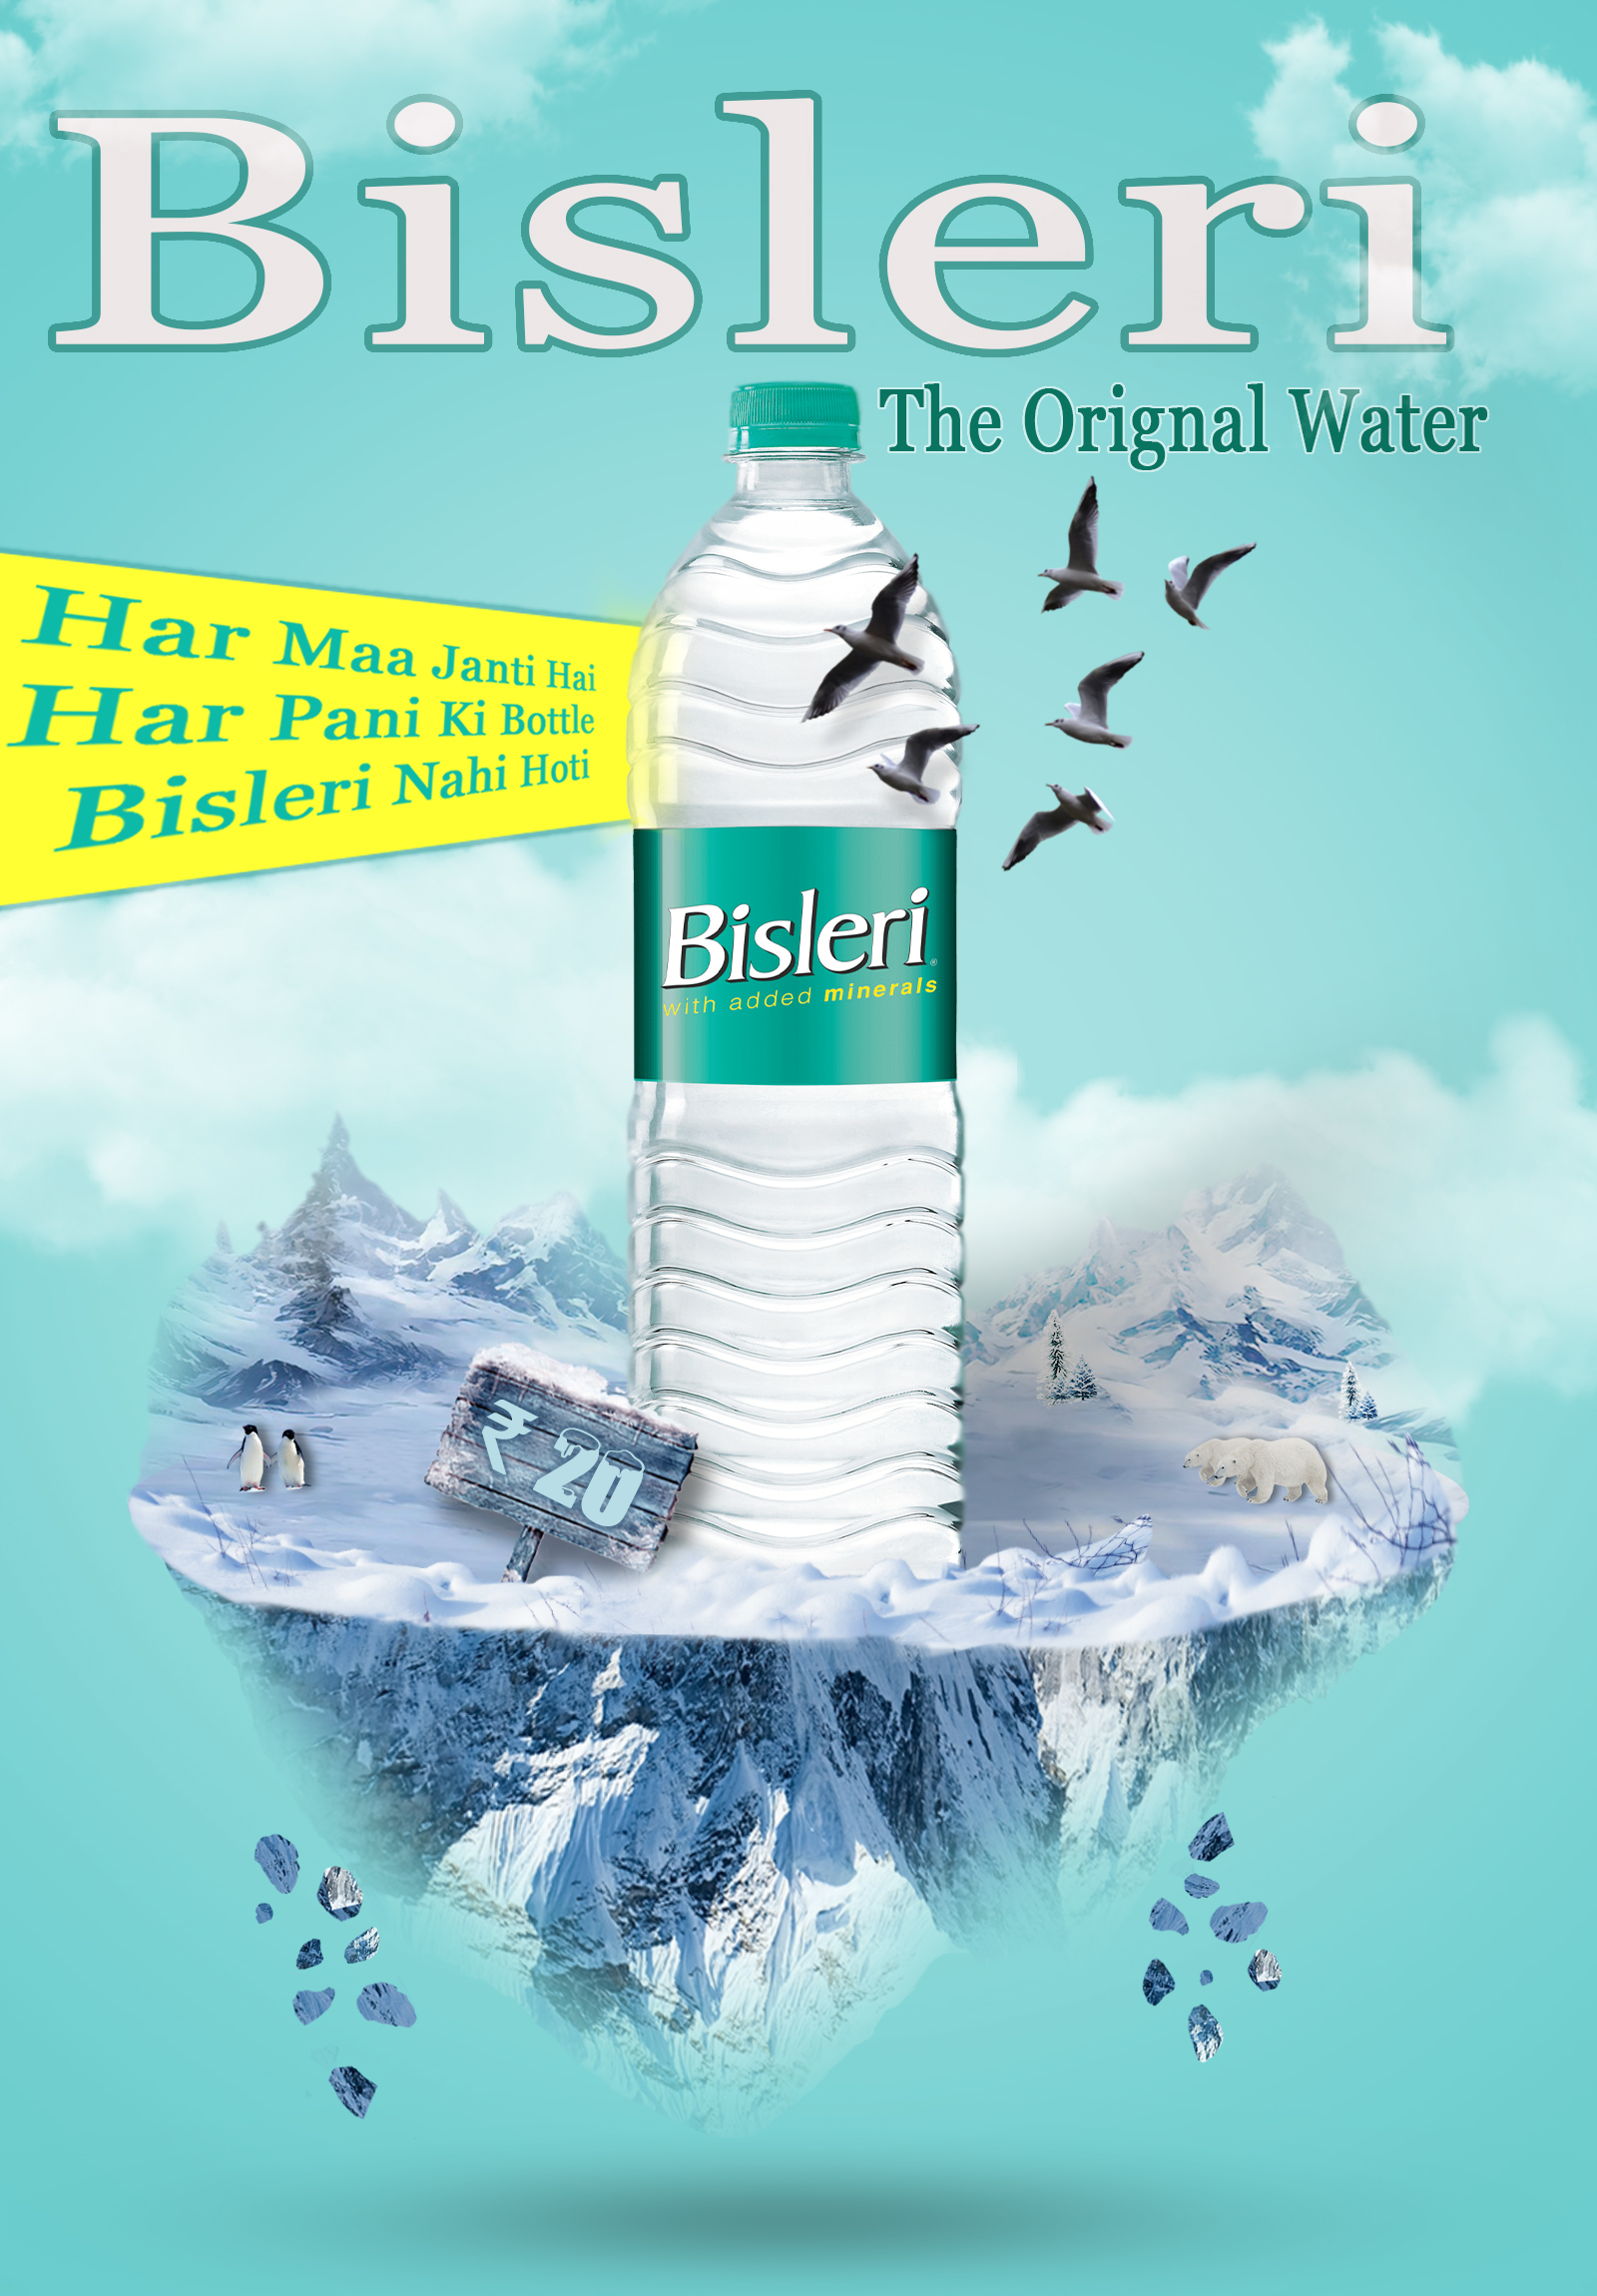 Bisleri
The Orignal Water
Har Maa Janti Hai
Har Pani Ki Bottle
Bisleri Nahi Hoti
Bisleri®
with added minerals
₹ 20